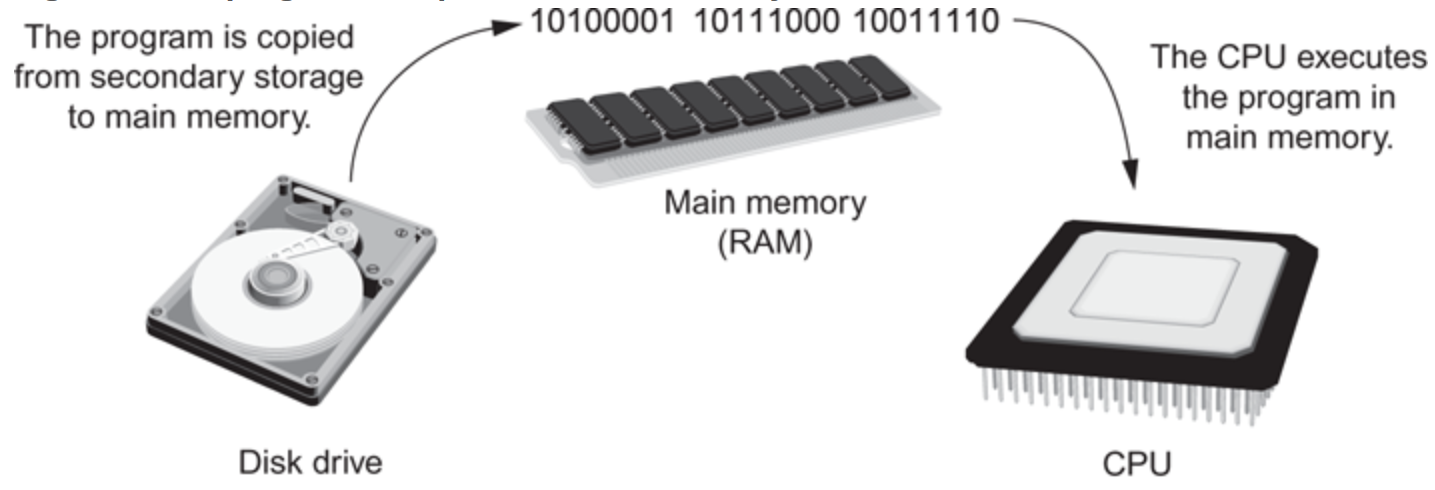 The program is copied
from secondary storage
to main memory.
10100001 10111000 10011110
The CPU executes
the program in
main memory.
Main memory
(RAM)
Disk drive
CPU